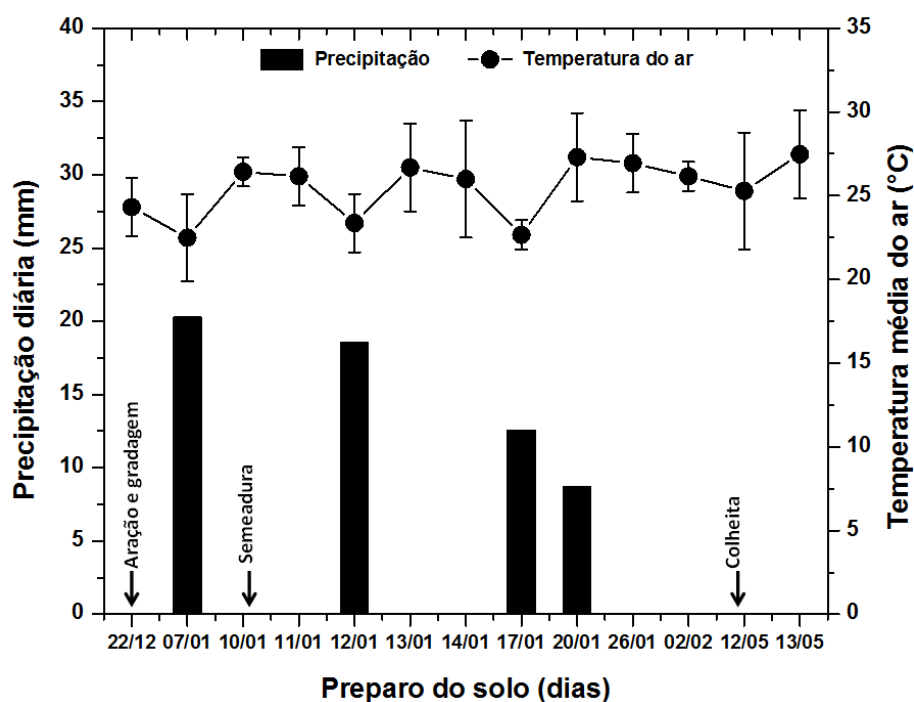 Precipitação Temperatura do ar
Precipitação diária (mm)
40
35
30
25
20
15
10
5
0
Temperatura média do ar (°C)
35
30
25
20
15
10
5
0
Aração e gradagem
Semeadura
Colheita
22/12 07/01 10/01 11/01 12/01 13/01 14/01 17/01 20/01 26/01 02/02 12/05 13/05
Preparo do solo (dias)